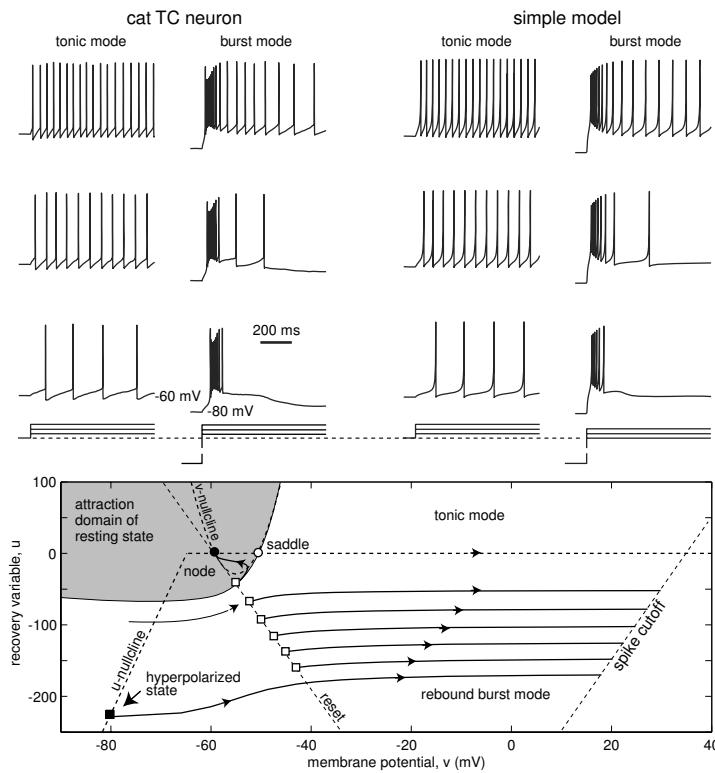 cat TC neuron
simple model
tonic mode
burst mode
tonic mode
burst mode
200 ms
-60 mV
-80 mV
100
0
-100
-200
recovery variable, u
attraction
domain of
resting state
v-nullcline
saddle
node
tonic mode
u-nullcline
hyperpolarized
state
reset
rebound burst mode
spike cutoff
-80
-60
-40
-20
0
20
40
membrane potential, v (mV)